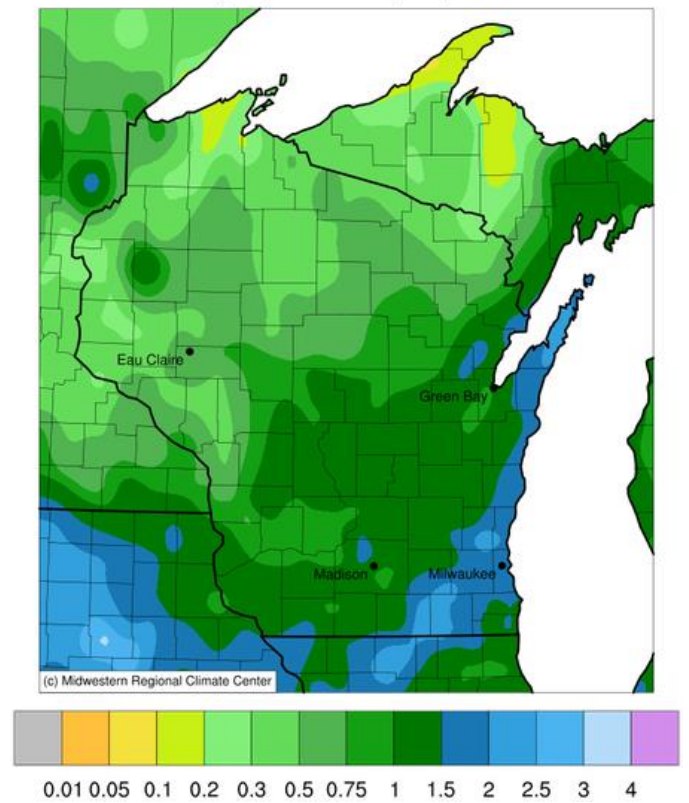 Eau Claire
Green Bay
Madison
Milwaukee
(c) Midwestern Regional Climate Center
0.01 0.05 0.1 0.2 0.3 0.5 0.75 1 1.5 2 2.5 3 4